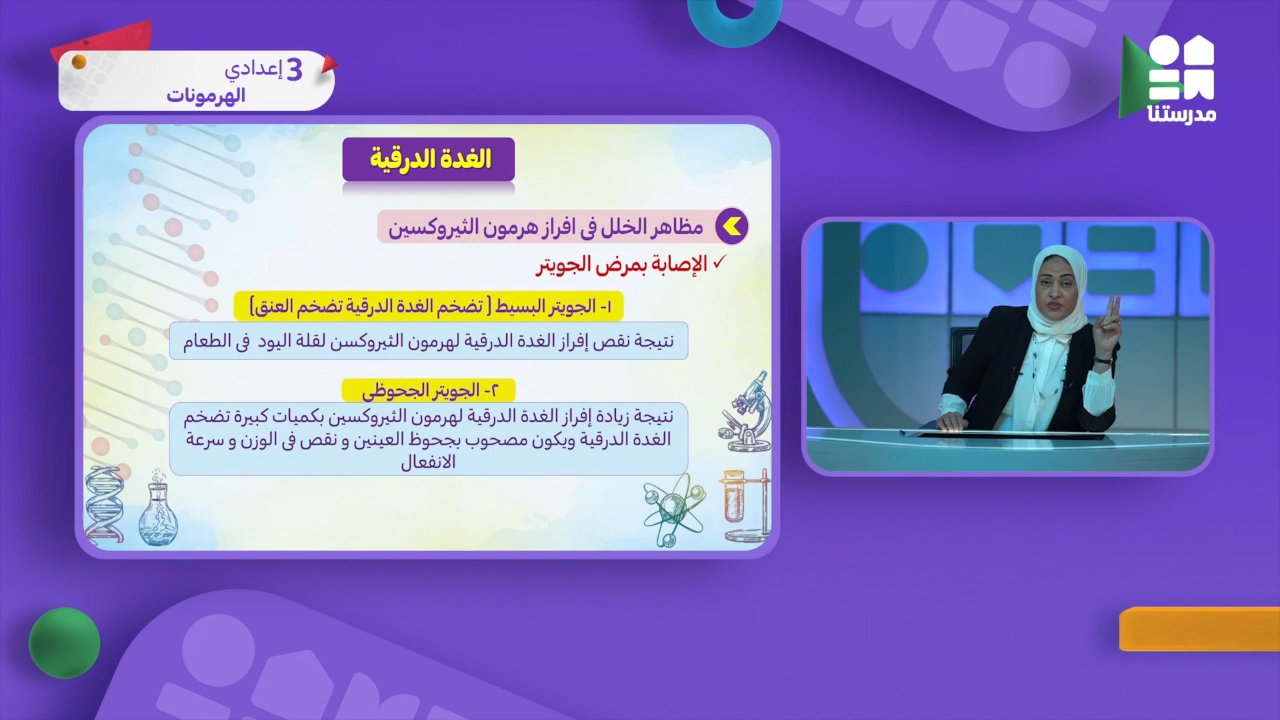 3 إعدادي
الهرمونات
مدرستنا
الغدة الدرقية
مظاهر الخلل فى افراز هرمون الثيروكسين
✓ الإصابة بمرض الجويتر
١- الجويتر البسيط ( تضخم الغدة الدرقية تضخم العنق)
نتيجة نقص إفراز الغدة الدرقية لهرمون الثيروكسن لقلة اليود فى الطعام
٢- الجويتر الجحوظى
نتيجة زيادة إفراز الغدة الدرقية لهرمون الثيروكسين بكميات كبيرة تضخم
الغدة الدرقية ويكون مصحوب بجحوظ العينين و نقص فى الوزن و سرعة
الانفعال